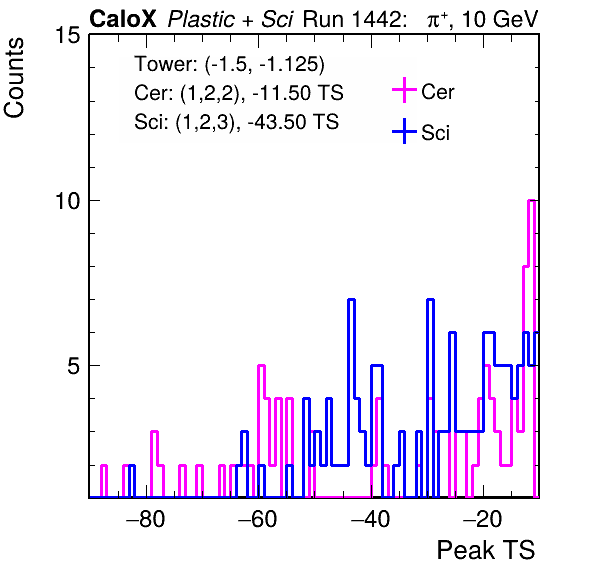 CaloX Plastic + Sci Run 1442: π⁺, 10 GeV
Counts
15
10
5
Tower: (-1.5, -1.125)
Cer: (1,2,2), -11.50 TS
Sci: (1,2,3), -43.50 TS
Cer
Sci
−80 −60 −40 −20
Peak TS